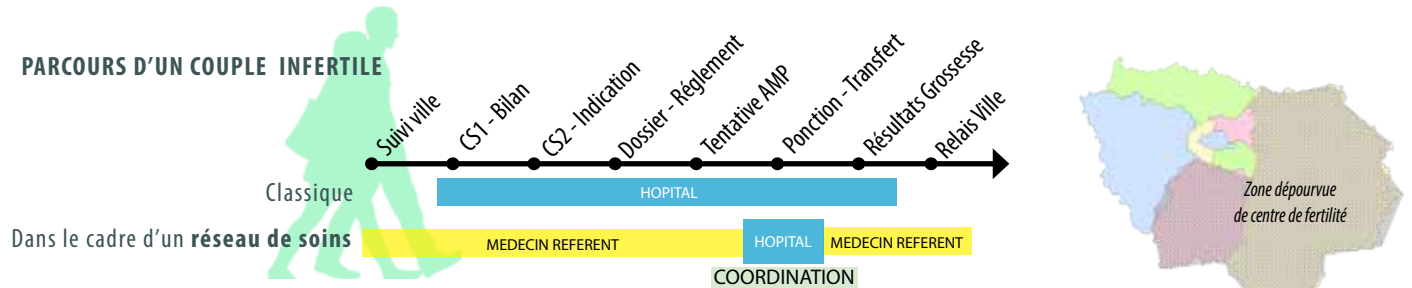 PARCOURS D'UN COUPLE INFERTILE
Suivi ville
CS1 - Bilan
CS2 - Indication
Dossier - Réglement
Tentative AMP
Ponction - Transfert
Résultats Grossesse
Relais Ville
Classique
HOPITAL
Dans le cadre d'un réseau de soins
MEDECIN REFERENT
HOPITAL
MEDECIN REFERENT
COORDINATION
Zone dépourvue
de centre de fertilité